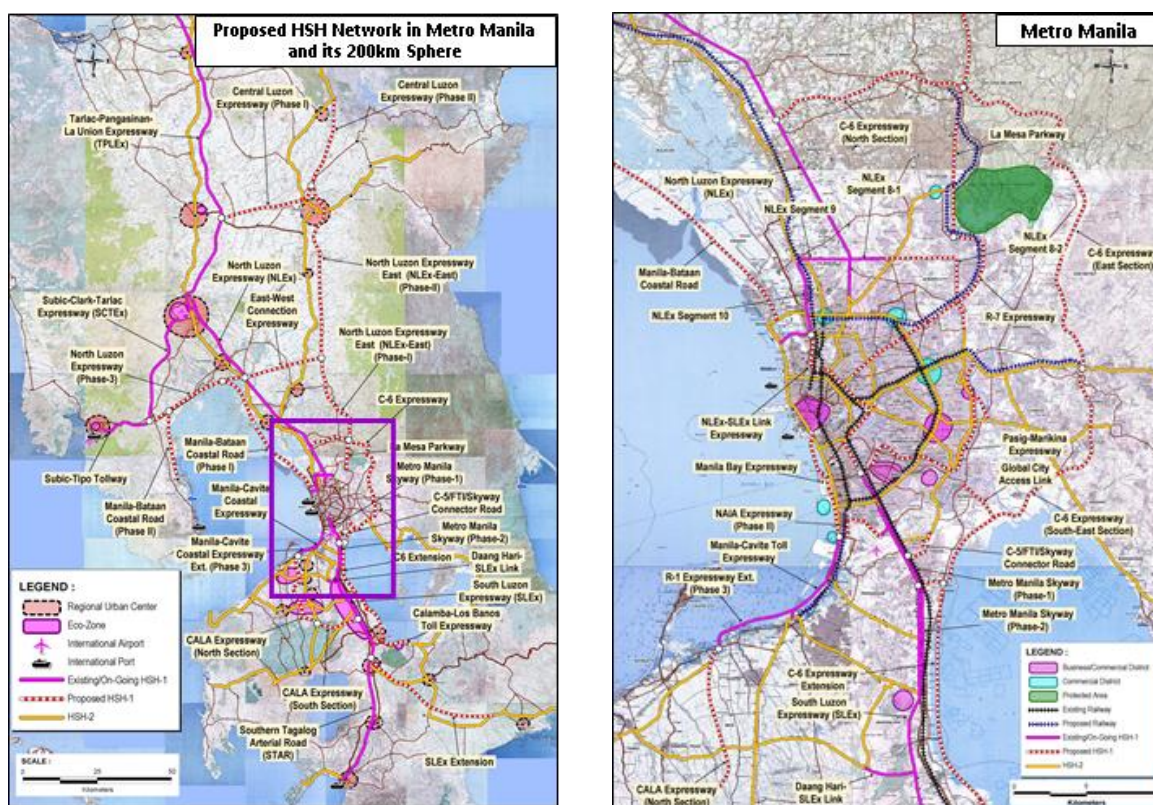 Proposed HSH Network in Metro Manila
and its 200km Sphere
Central Luzon
Expressway (Phase I)
Central Luzon
Expressway (Phase II)
Tarlac-Pangasinan-
La Union Expressway
(TPLEx)
North Luzon
Expressway (NLEx)
North Luzon Expressway
East (NLEx-East)
(Phase-II)
Subic-Clark-Tarlac
Expressway (SCTEx)
East-West
Connection
Expressway
North Luzon Expressway
East (NLEx-East)
(Phase-I)
North Luzon
Expressway
(Phase-3)
C-6 Expressway
Manila-Bataan
Coastal Road
(Phase I)
La Mesa Parkway
Subic-Tipo Tollway
Metro Manila
Skyway (Phase-1)
Manila-Cavite
Coastal
Expressway
C-5/FTI/Skyway
Connector Road
Manila-Bataan
Coastal Road
(Phase II)
Metro Manila
Skyway (Phase-2)
Manila-Cavite
Coastal Expressway
Ext. (Phase 3)
C6 Extension
Daang Hari-
SLEx Link
South Luzon
Expressway (SLEx)
Calamba-Los Banos
Toll Expressway
CALA Expressway
(North Section)
CALA Expressway
(South Section)
Southern Tagalog
Arterial Road
(STAR)
SLEx Extension
LEGEND :
Regional Urban Center
Eco-Zone
International Airport
International Port
Existing/On-Going HSH-1
Proposed HSH-1
HSH-2
SCALE :
0 25 50
Kilometers
Metro Manila
C-6 Expressway
(North Section)
La Mesa Parkway
NLEx
Segment 8-1
North Luzon Expressway
(NLEx)
NLEx Segment 9
NLEx
Segment 8-2
C-6 Expressway
(East Section)
Manila-Bataan
Coastal Road
NLEx Segment 10
R-7 Expressway
NLEx-SLEx Link
Expressway
Pasig-Marikina
Expressway
Manila Bay Expressway
Global City
Access Link
NAIA Expressway
(Phase II)
C-6 Expressway
(South-East Section)
Manila-Cavite Toll
Expressway
C-5/FTI/Skyway
Connector Road
R-1 Expressway Ext.
(Phase 3)
Metro Manila Skyway
(Phase-1)
Metro Manila Skyway
(Phase-2)
C-6 Expressway
Extension
South Luzon
Expressway (SLEx)
Daang Hari-
SLEx Link
CALA Expressway
(North Section)
LEGEND :
Business/Commercial District
Commercial District
Protected Area
Existing Railway
Proposed Railway
Existing/On-Going HSH-1
Proposed HSH-1
HSH-2
Kilometers